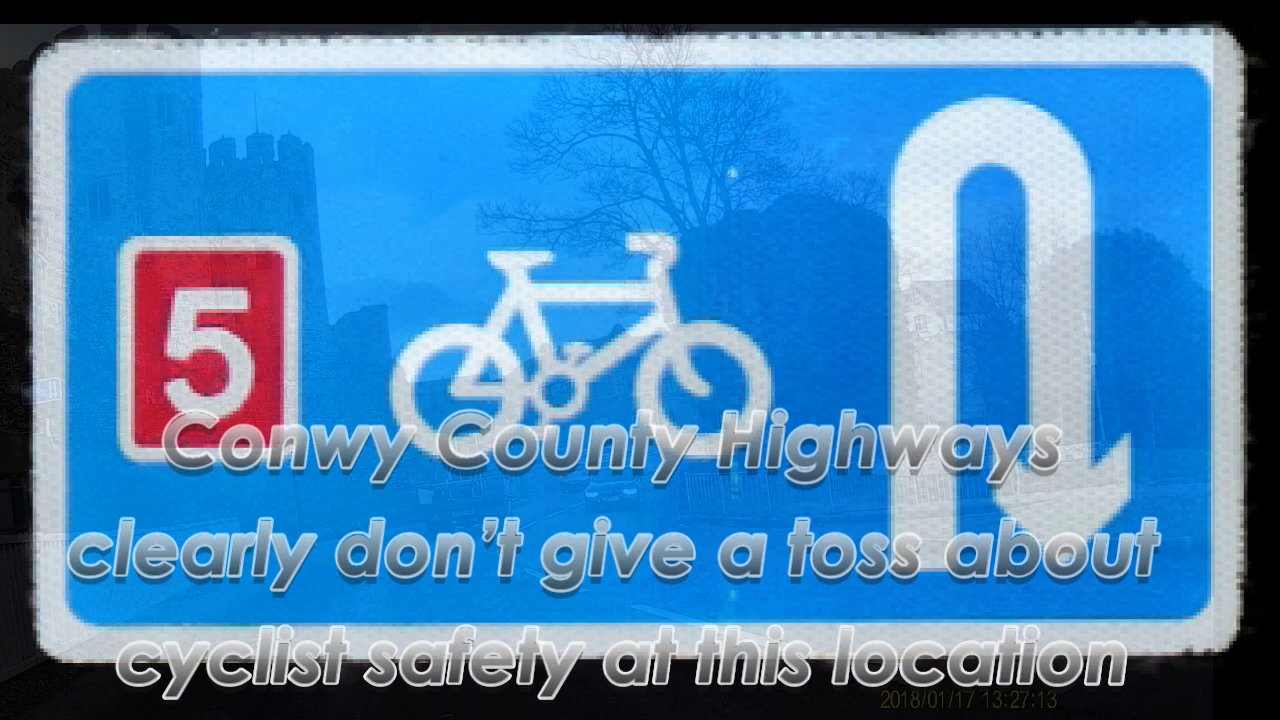 5
Conwy County Highways
clearly don't give a toss about
cyclist safety at this location
2018/01/17 13:27:13